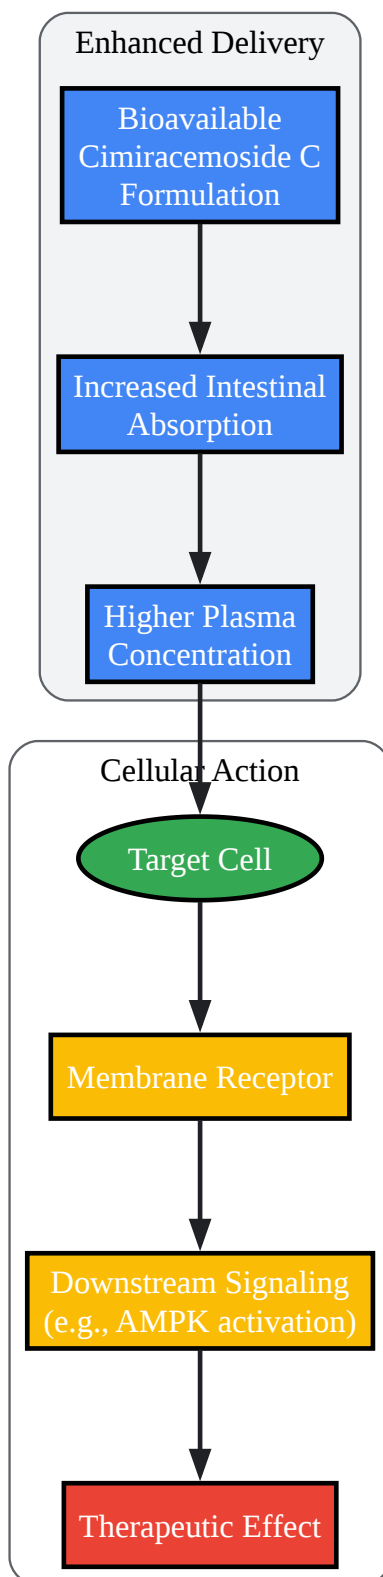 Enhanced Delivery
Bioavailable
Cimiracemoside C
Formulation
Increased Intestinal
Absorption
Higher Plasma
Concentration
Cellular Action
Target Cell
Membrane Receptor
Downstream Signaling
(e.g., AMPK activation)
Therapeutic Effect